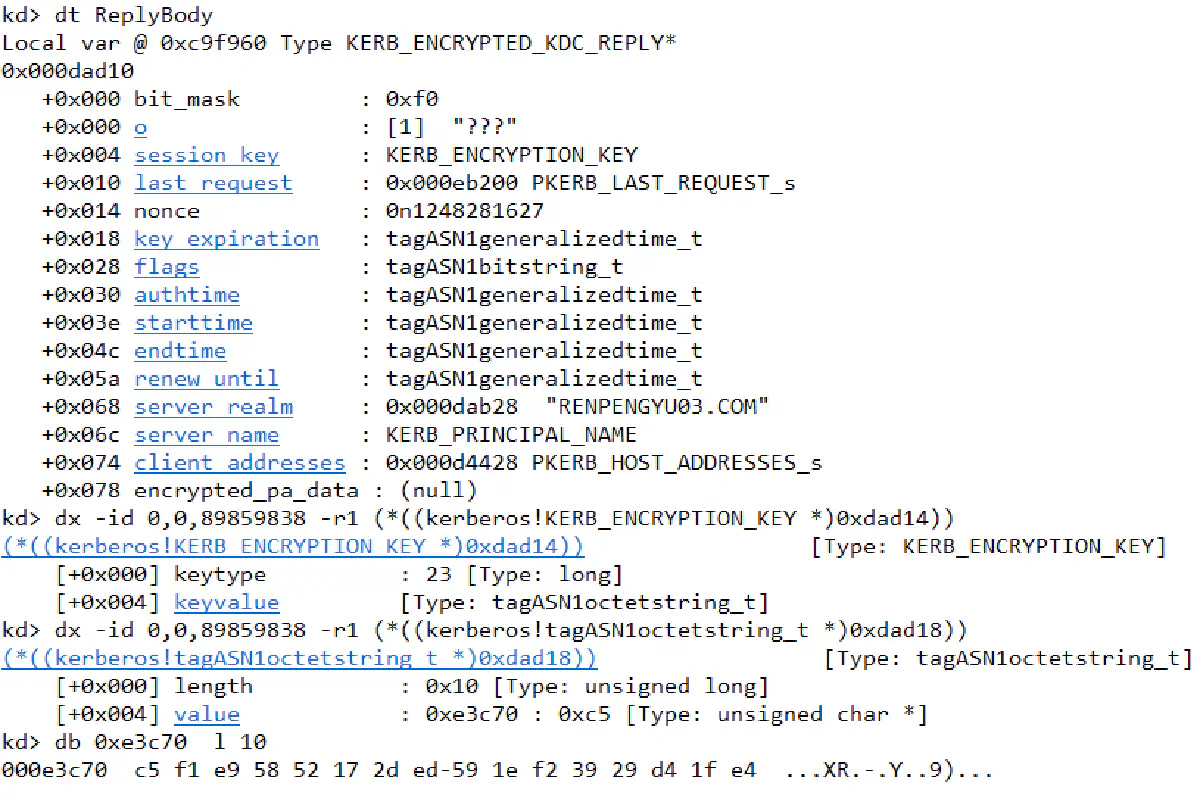 kd> dt ReplyBody
Local var @ 0xc9f960 Type KERB_ENCRYPTED_KDC_REPLY*
0x000dad10
   +0x000 bit_mask         : 0xf0
   +0x000 o                : [1]  "???"
   +0x004 session_key      : KERB_ENCRYPTION_KEY
   +0x010 last_request     : 0x000eb200 PKERB_LAST_REQUEST_s
   +0x014 nonce            : 0n1248281627
   +0x018 key_expiration   : tagASN1generalizedtime_t
   +0x028 flags            : tagASN1bitstring_t
   +0x030 authtime         : tagASN1generalizedtime_t
   +0x03e starttime        : tagASN1generalizedtime_t
   +0x04c endtime          : tagASN1generalizedtime_t
   +0x05a renew_until      : tagASN1generalizedtime_t
   +0x068 server_realm     : 0x000dab28  "RENPENGYU03.COM"
   +0x06c server_name      : KERB_PRINCIPAL_NAME
   +0x074 client_addresses : 0x000d4428 PKERB_HOST_ADDRESSES_s
   +0x078 encrypted_pa_data : (null)
kd> dx -id 0,0,89859838 -r1 (*((kerberos!KERB_ENCRYPTION_KEY *)0xdad14))
(*((kerberos!KERB_ENCRYPTION_KEY *)0xdad14))                 [Type: KERB_ENCRYPTION_KEY]
    [+0x000] keytype          : 23 [Type: long]
    [+0x004] keyvalue         [Type: tagASN1octetstring_t]
kd> dx -id 0,0,89859838 -r1 (*((kerberos!tagASN1octetstring_t *)0xdad18))
(*((kerberos!tagASN1octetstring_t *)0xdad18))                 [Type: tagASN1octetstring_t]
    [+0x000] length           : 0x10 [Type: unsigned long]
    [+0x004] value            : 0xe3c70 : 0xc5 [Type: unsigned char *]
kd> db 0xe3c70  l 10
000e3c70  c5 f1 e9 58 52 17 2d ed-59 1e f2 39 29 d4 1f e4  ...XR.-.Y..9)...